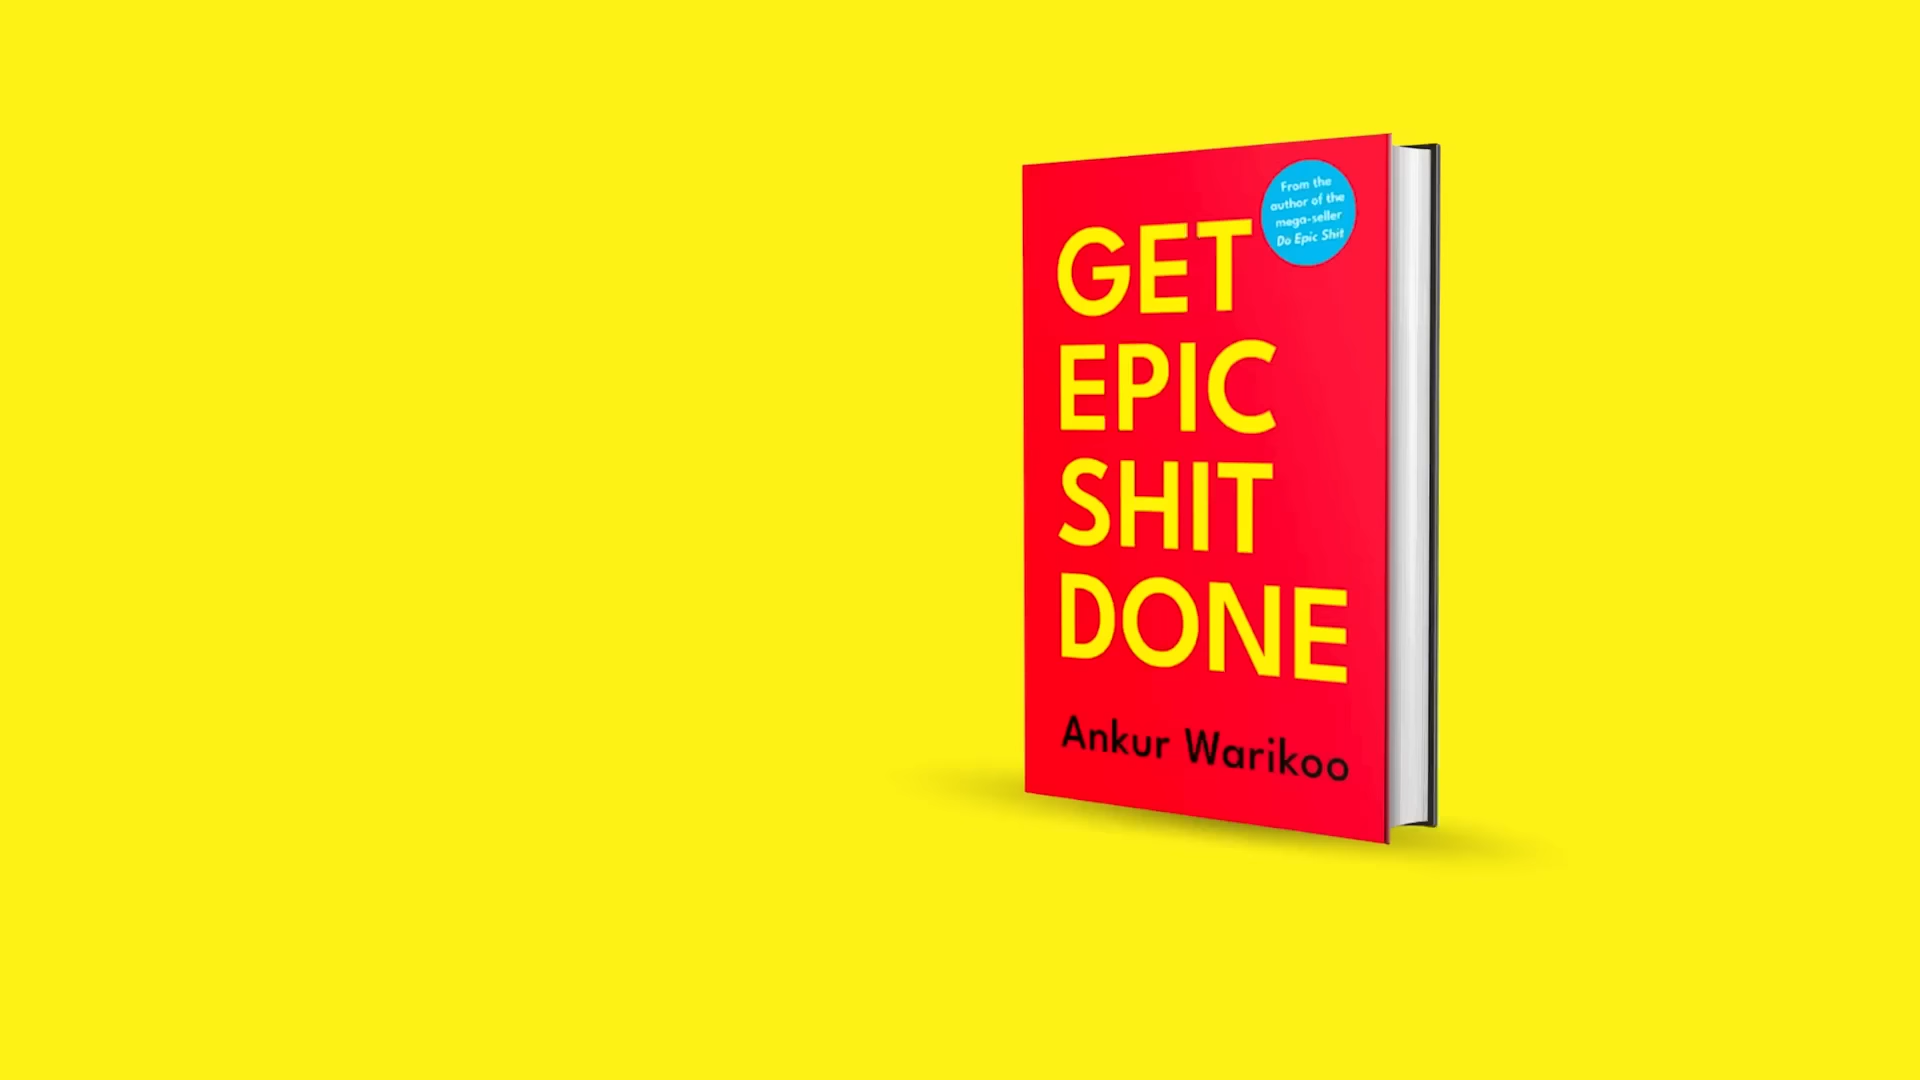 From the
author of the
mega-seller
Do Epic Shit
GET
EPIC
SHIT
DONE
Ankur Warikoo